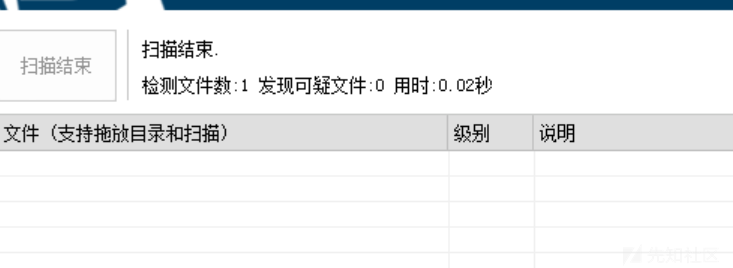 扫描结束
扫描结束.
检测文件数:1 发现可疑文件:0 用时:0.02秒
文件（支持拖放目录和扫描） 级别 说明
先知社区